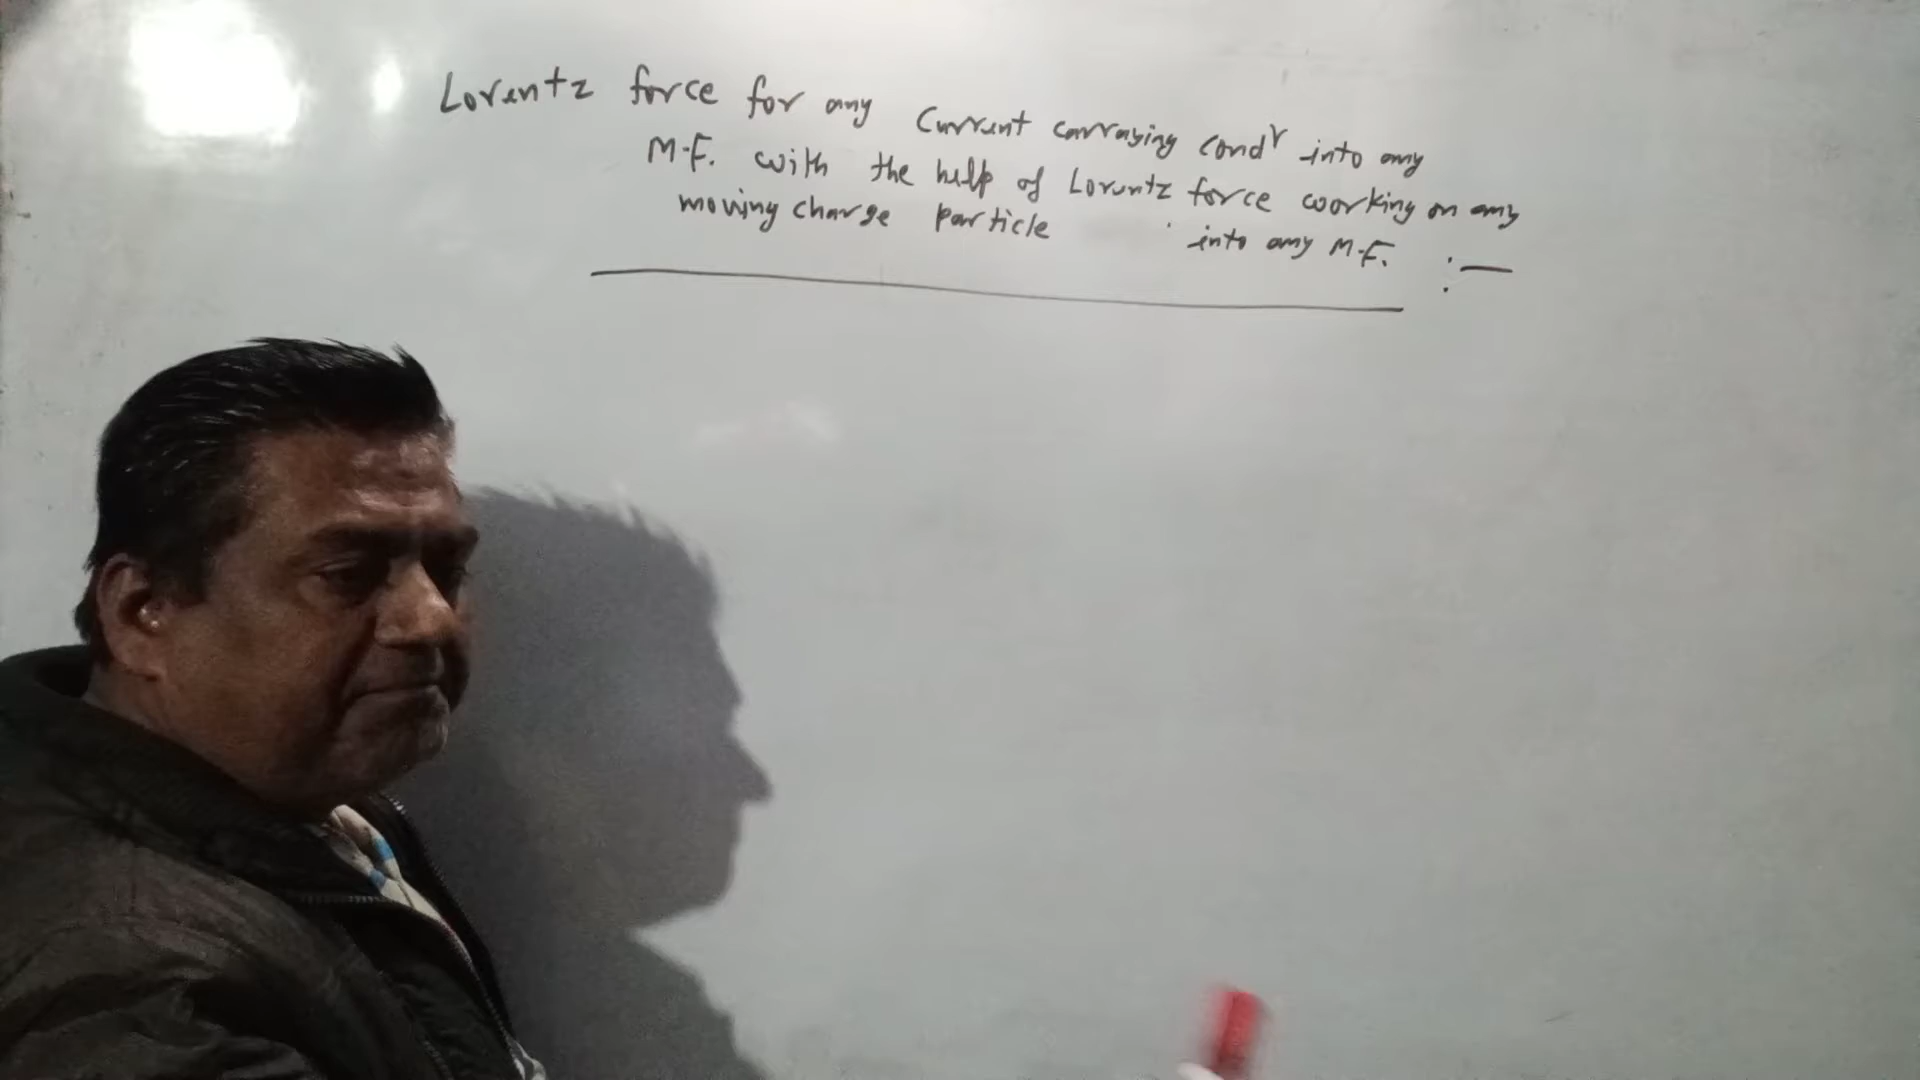 Lorentz force for any Current carraying cond^r into any
M.F. with the help of Lorentz force working on any
moving charge particle into any M.F. :—